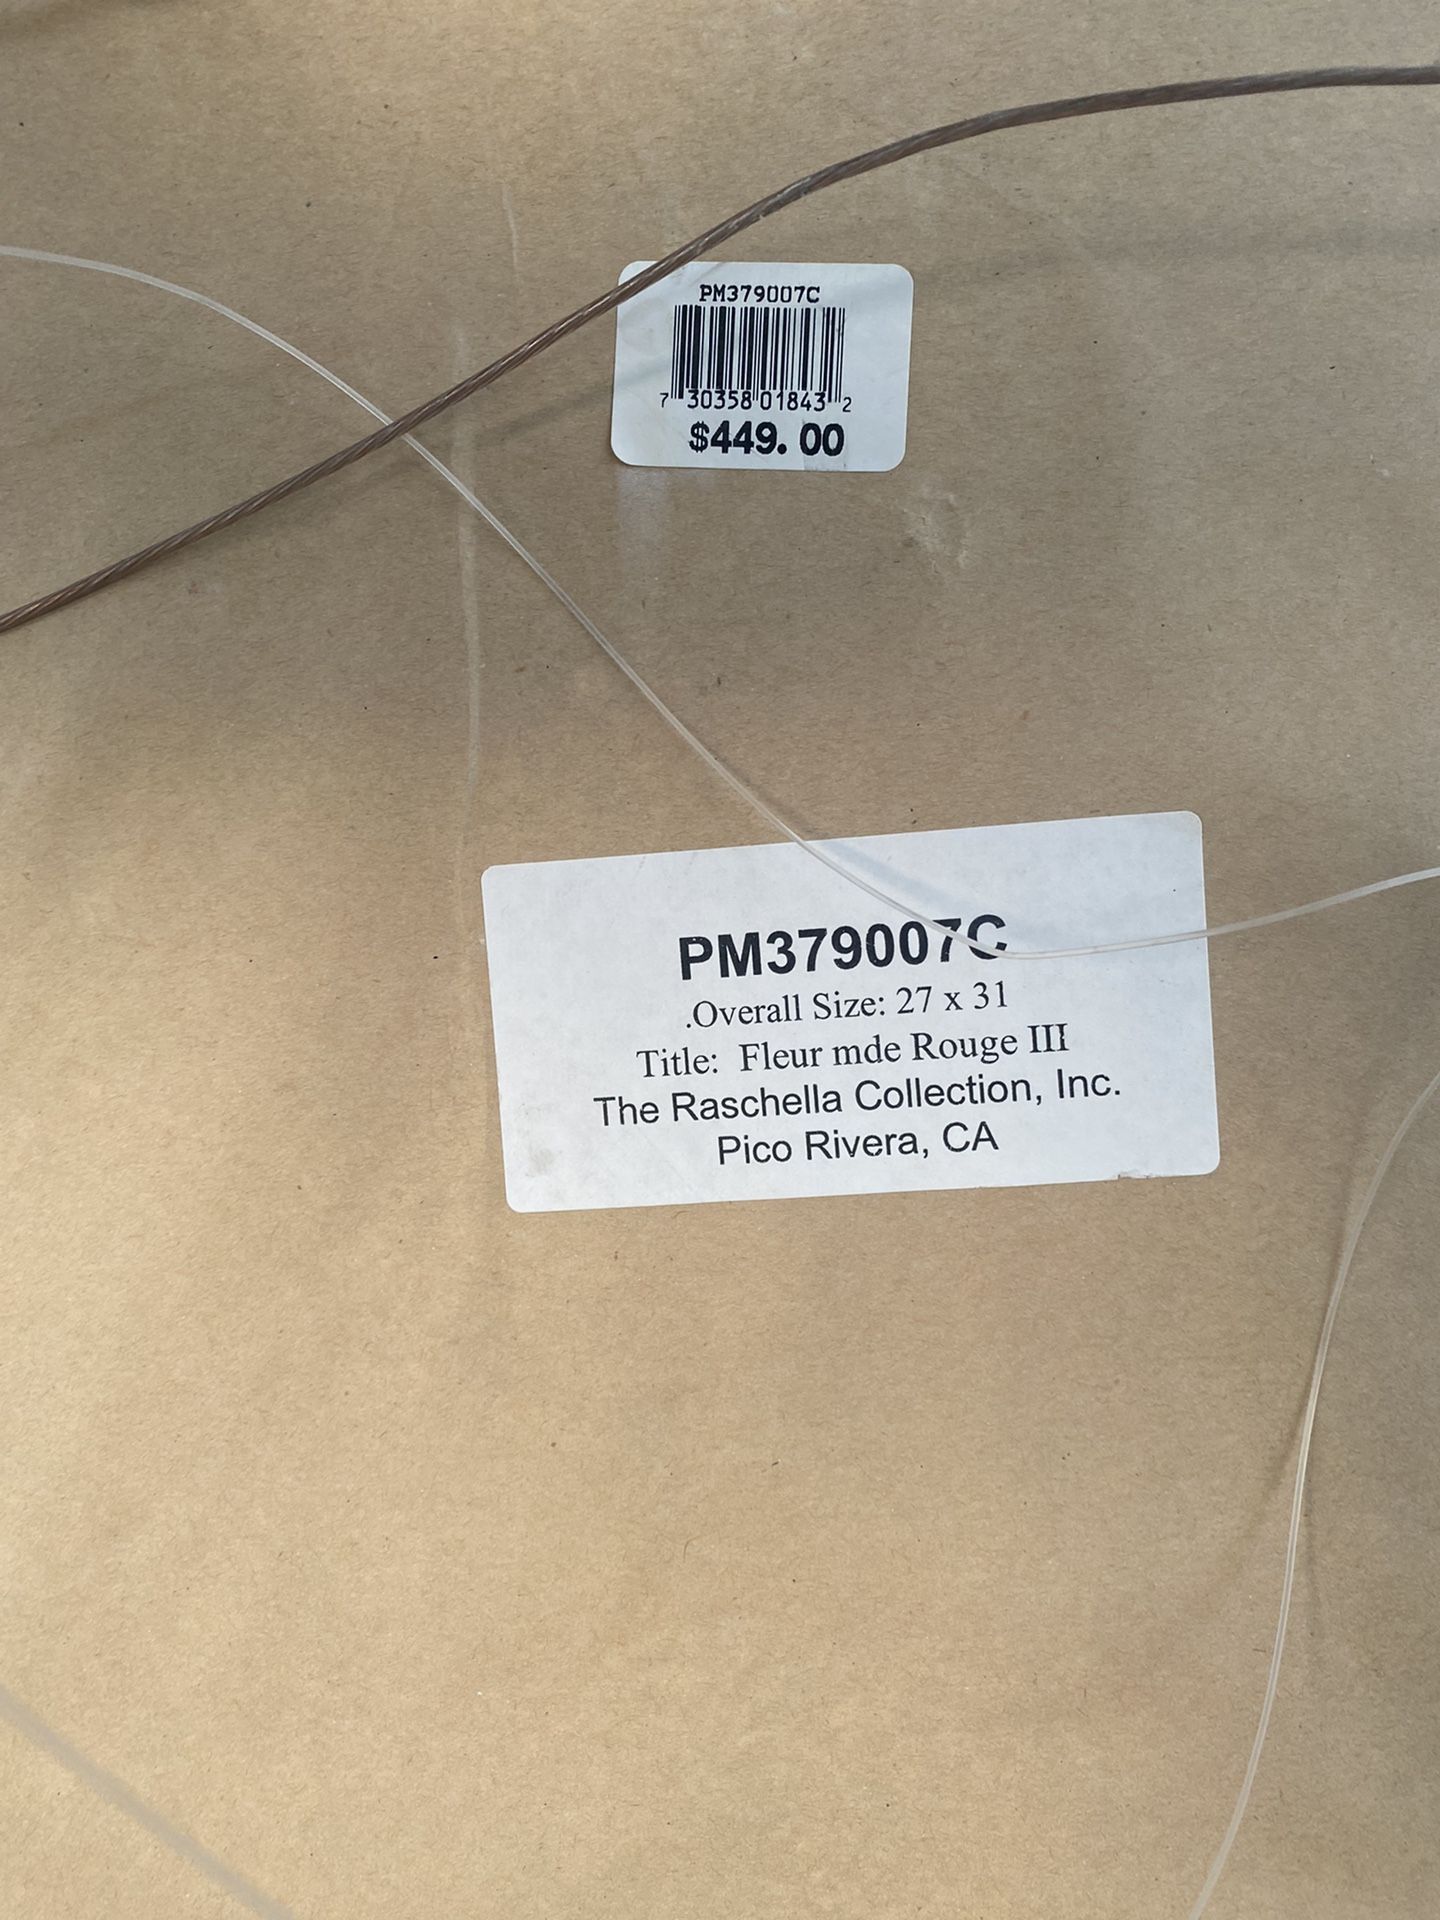 PM379007C
7 30358 01843 2
$449.00
PM379007C
.Overall Size: 27 x 31
Title: Fleur mde Rouge III
The Raschella Collection, Inc.
Pico Rivera, CA